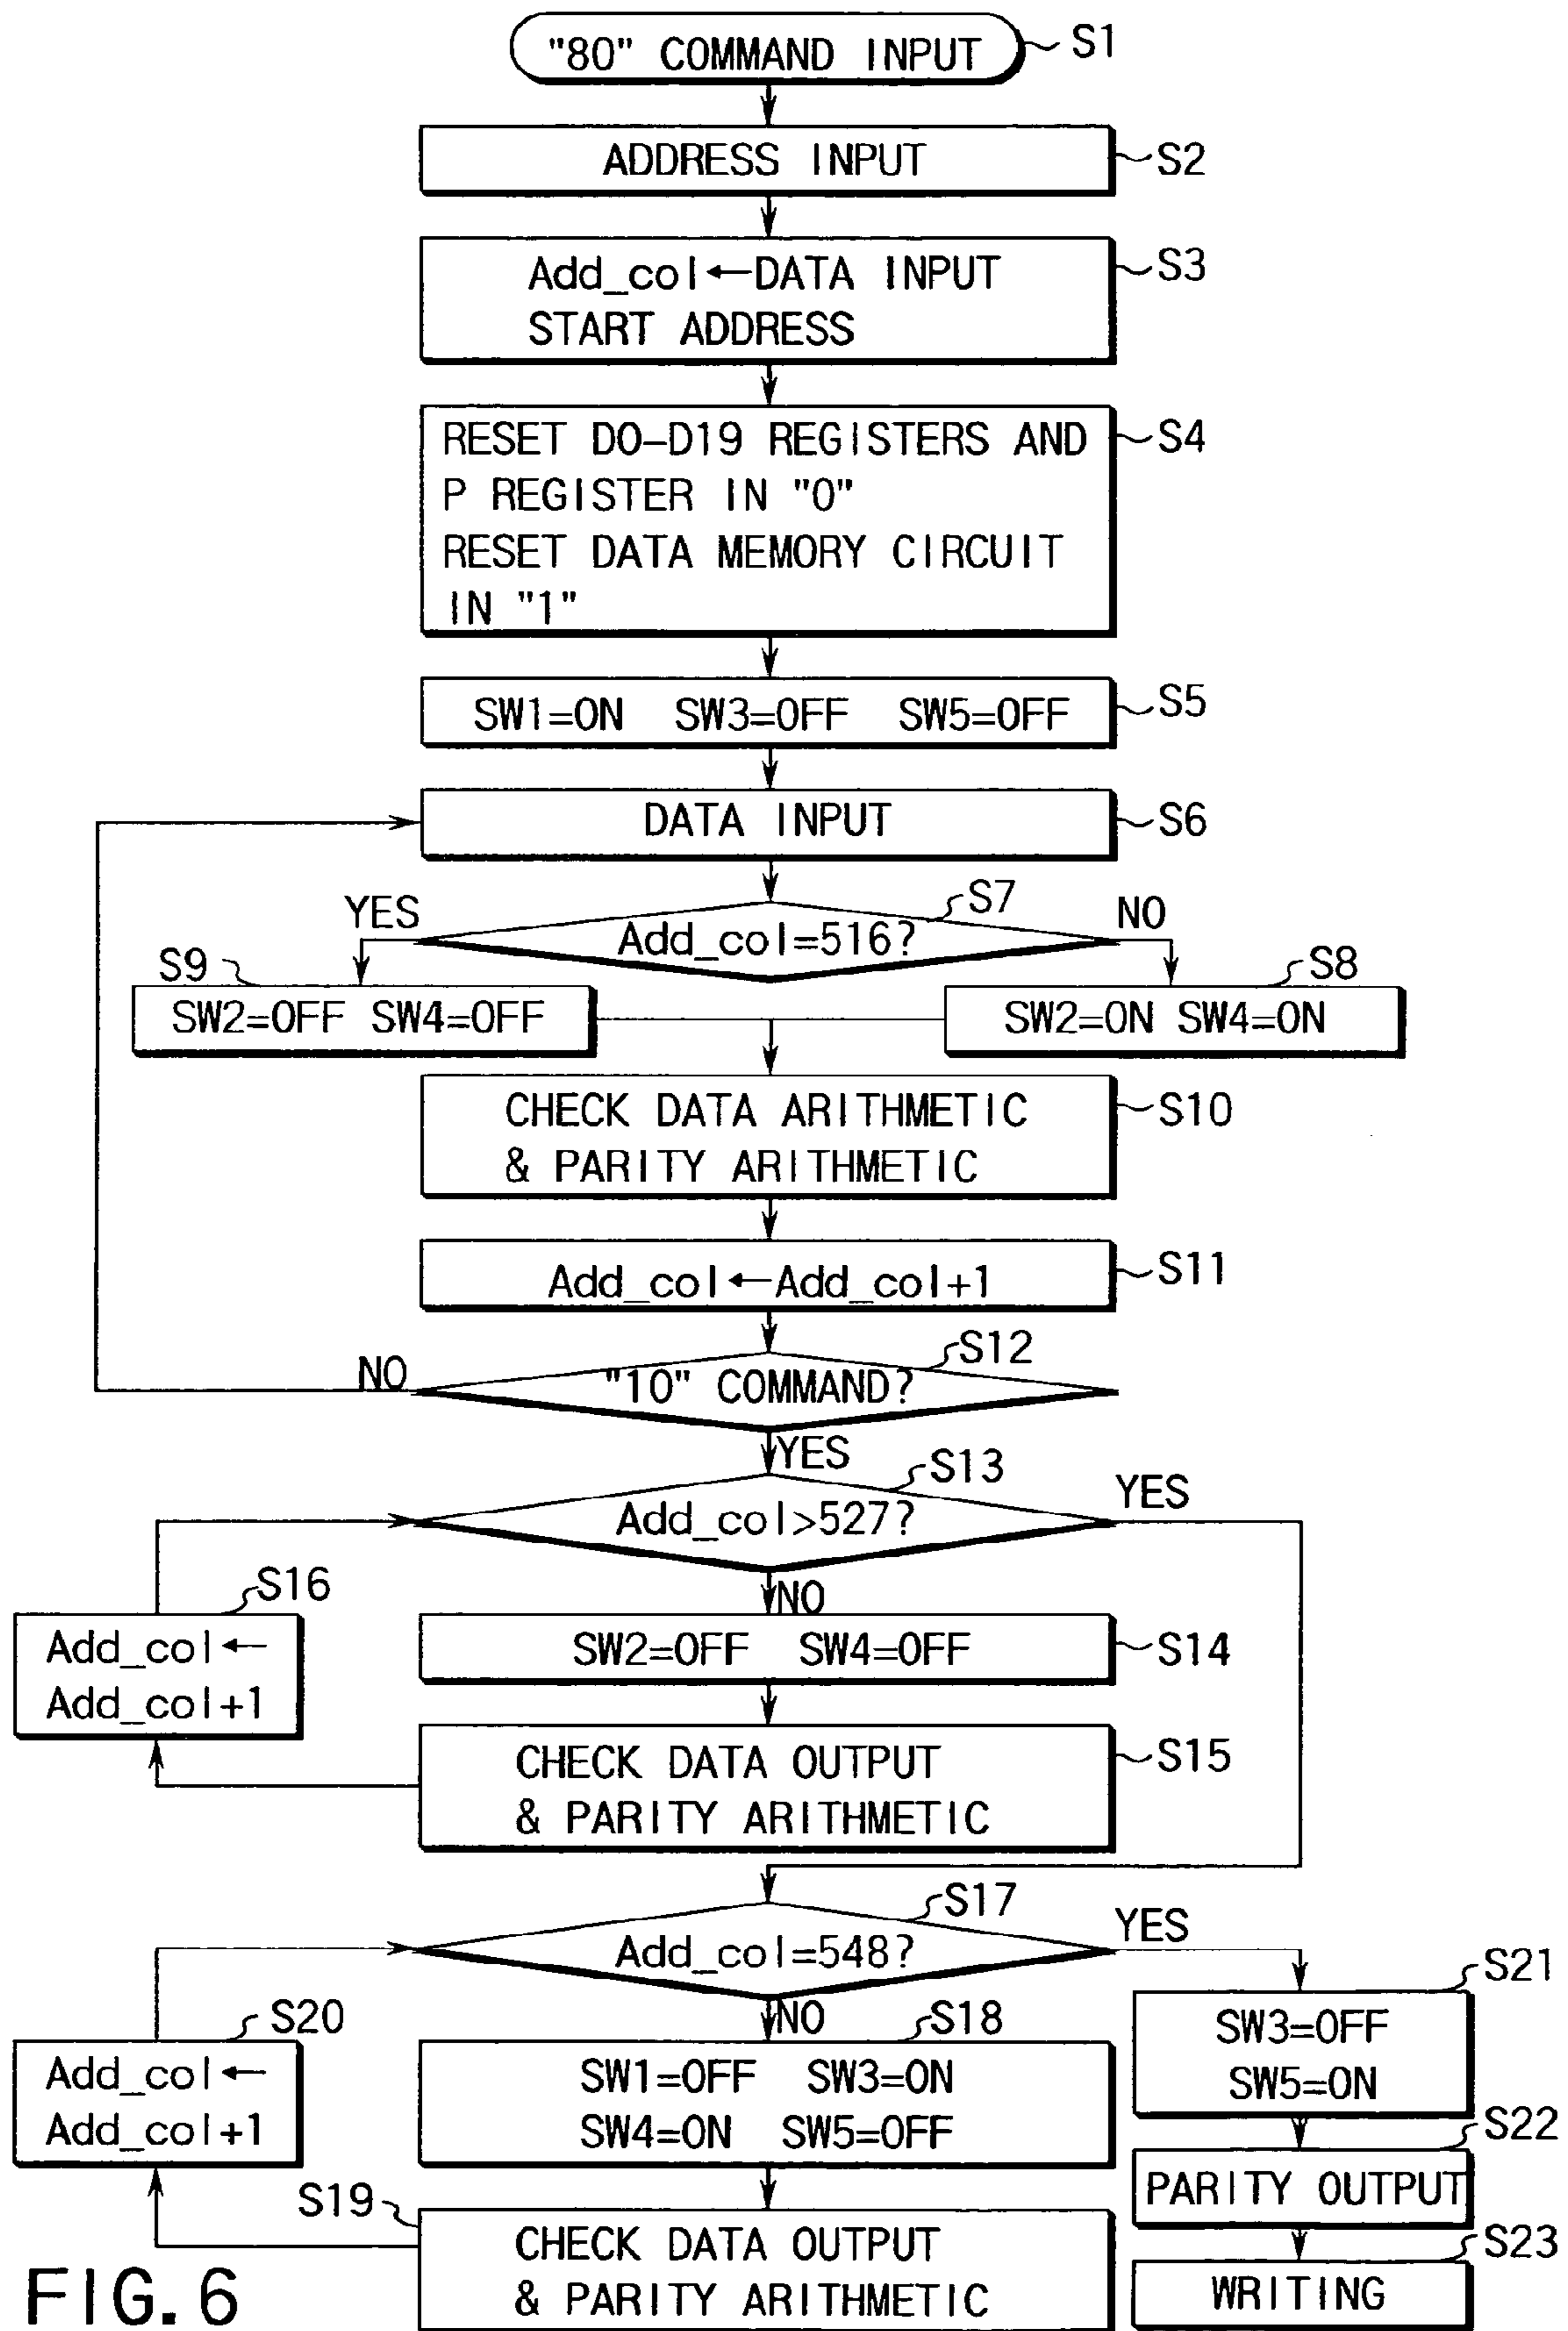 "80" COMMAND INPUT
S1
ADDRESS INPUT
S2
Add_col←DATA INPUT
START ADDRESS
S3
RESET D0-D19 REGISTERS AND
P REGISTER IN "0"
RESET DATA MEMORY CIRCUIT
IN "1"
S4
SW1=ON SW3=OFF SW5=OFF
S5
DATA INPUT
S6
S7
YES
Add_col=516?
NO
S9
SW2=OFF SW4=OFF
S8
SW2=ON SW4=ON
CHECK DATA ARITHMETIC
& PARITY ARITHMETIC
S10
Add_col←Add_col+1
S11
S12
NO
"10" COMMAND?
YES
S13
Add_col>527?
YES
NO
S16
Add_col←
Add_col+1
SW2=OFF SW4=OFF
S14
CHECK DATA OUTPUT
& PARITY ARITHMETIC
S15
S17
Add_col=548?
YES
NO
S20
Add_col←
Add_col+1
S18
SW1=OFF SW3=ON
SW4=ON SW5=OFF
S21
SW3=OFF
SW5=ON
S22
PARITY OUTPUT
S19
CHECK DATA OUTPUT
& PARITY ARITHMETIC
S23
WRITING
FIG. 6